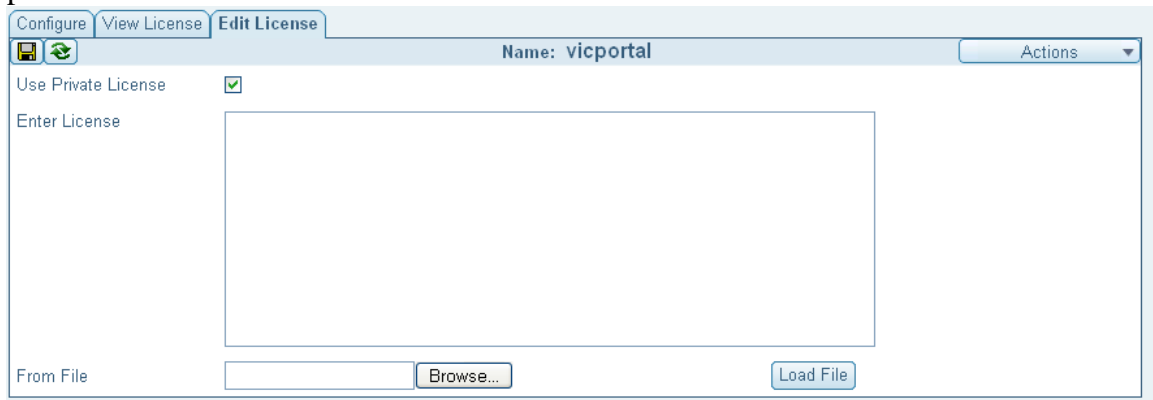 Configure View License Edit License
Name: vicportal Actions
Use Private License
Enter License
From File Browse... Load File